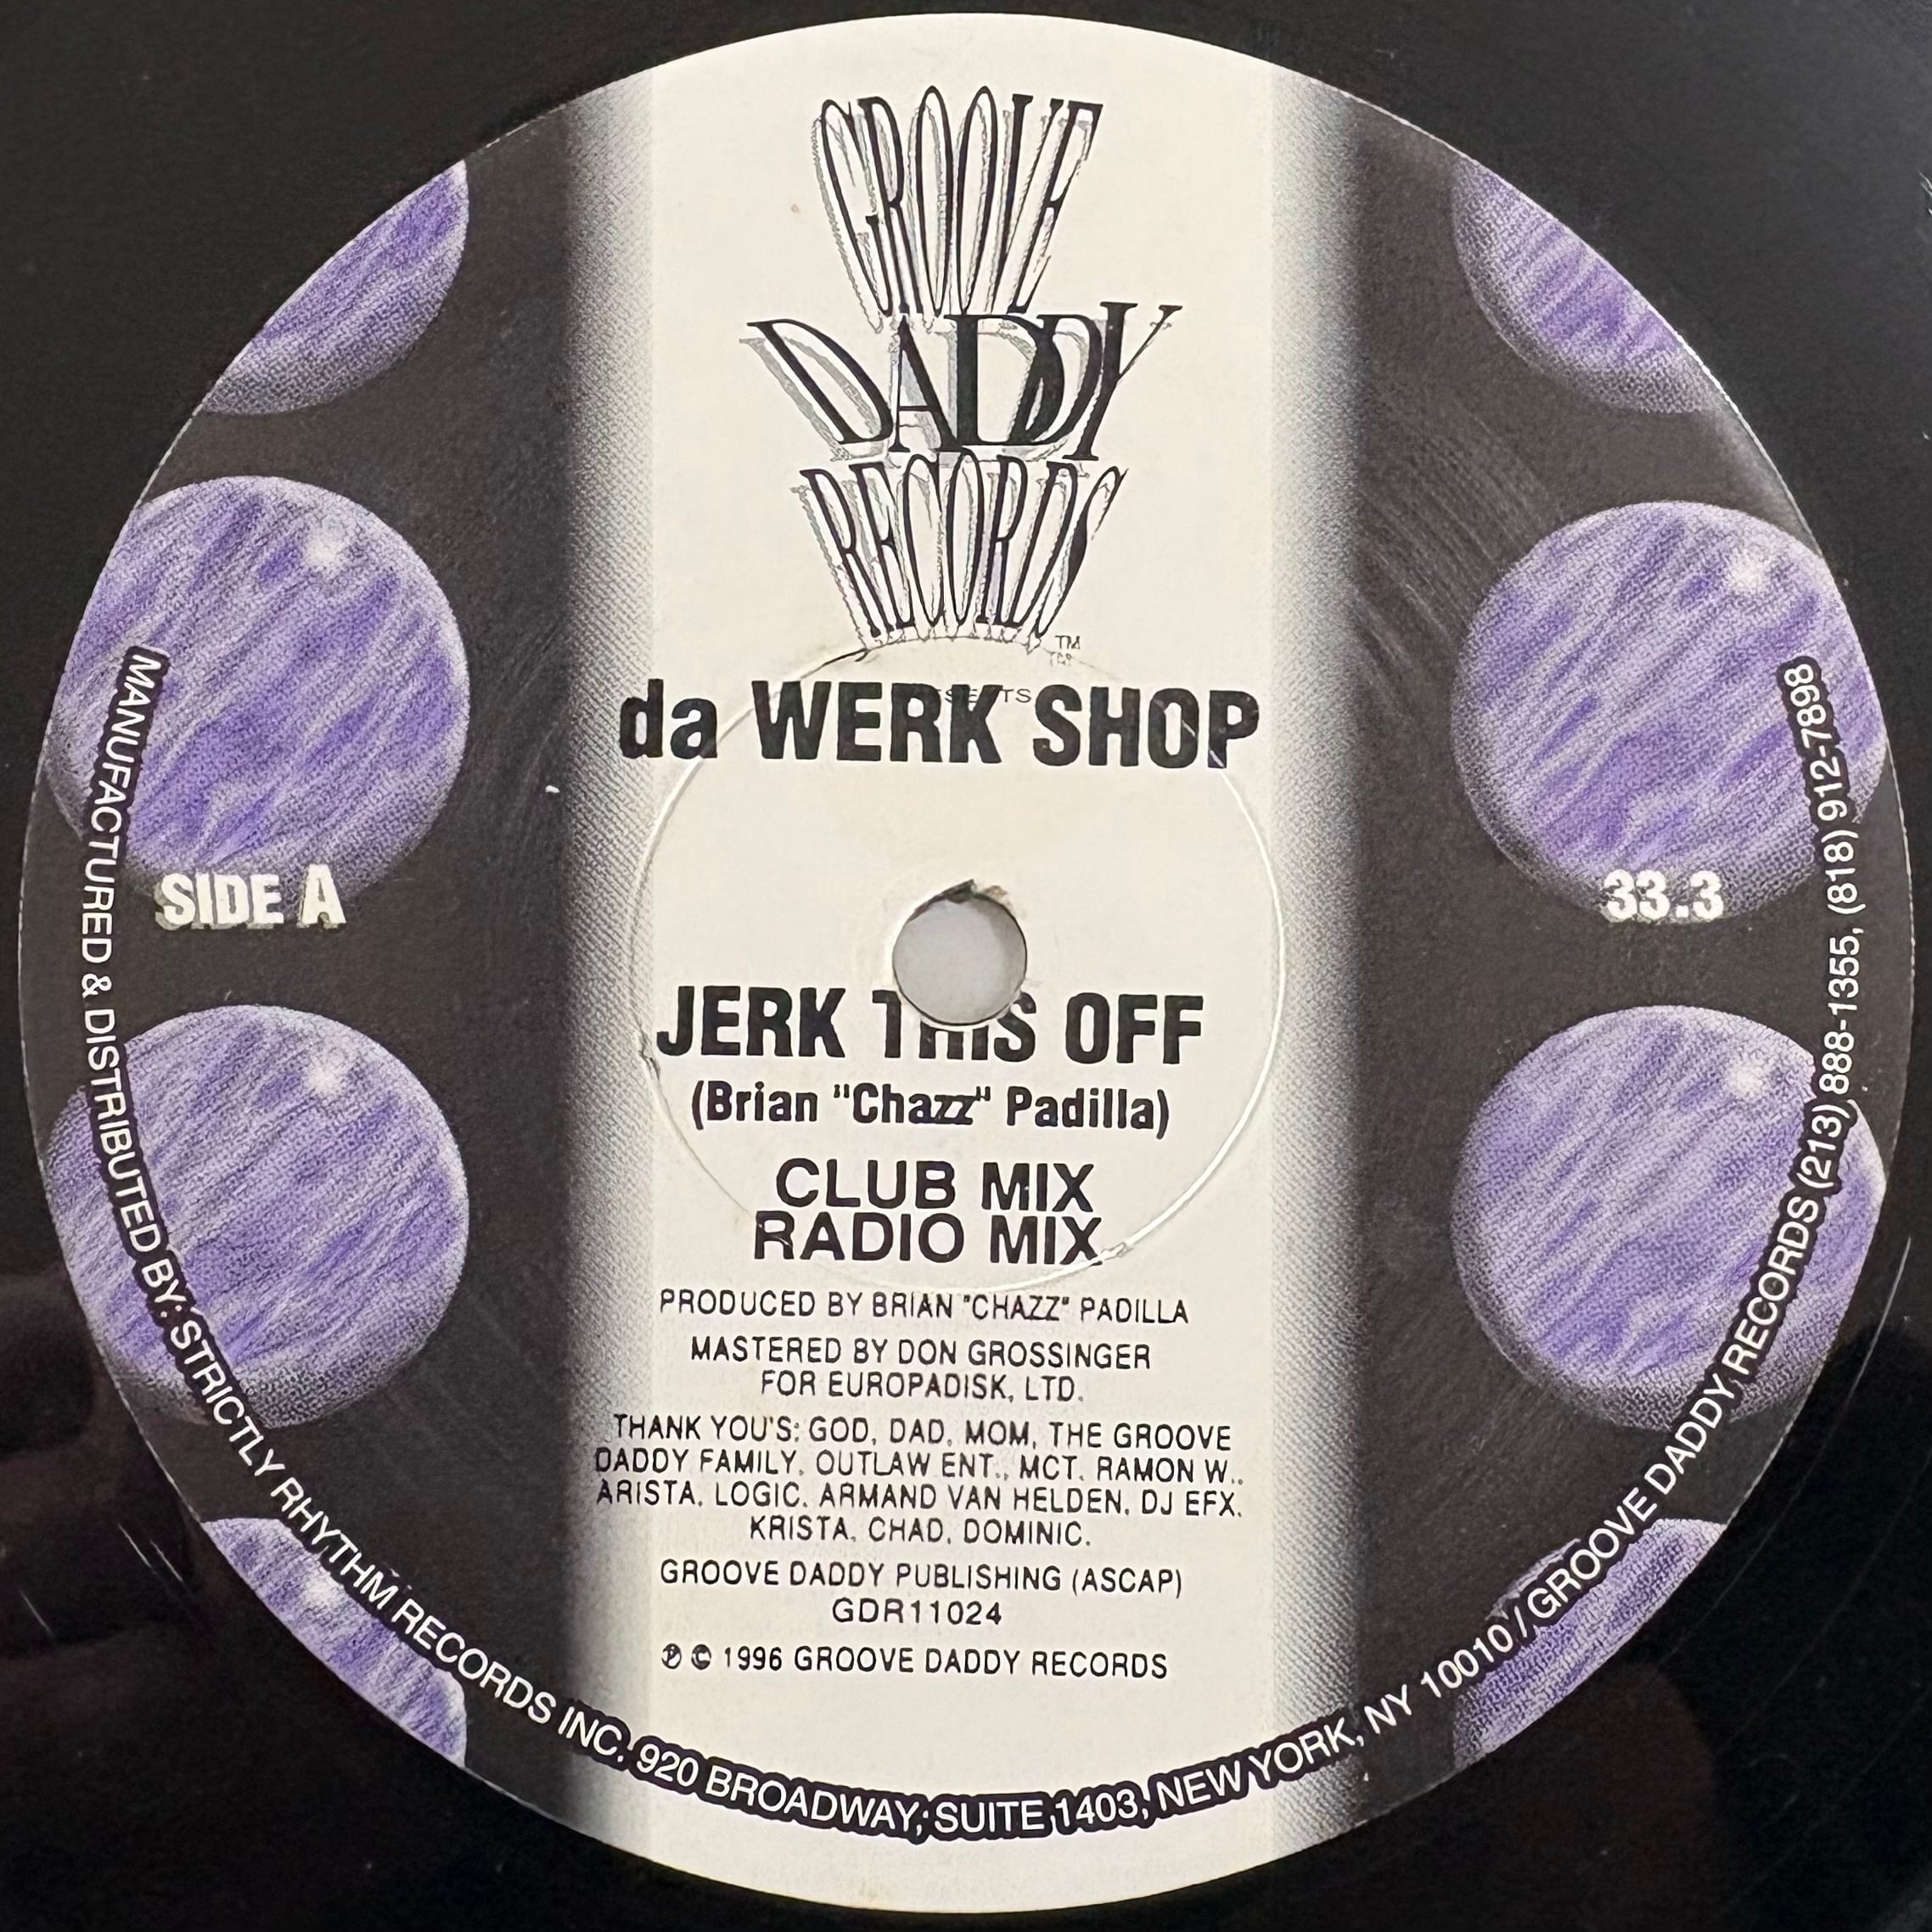 GROOVE
DADDY
RECORDS
TM
da WERK SHOP
SIDE A
33.3
JERK THIS OFF
(Brian "Chazz" Padilla)
CLUB MIX
RADIO MIX
PRODUCED BY BRIAN "CHAZZ" PADILLA
MASTERED BY DON GROSSINGER
FOR EUROPADISK, LTD.
THANK YOU'S: GOD, DAD, MOM, THE GROOVE
DADDY FAMILY, OUTLAW ENT., MCT, RAMON W.,
ARISTA, LOGIC, ARMAND VAN HELDEN, DJ EFX,
KRISTA, CHAD, DOMINIC.
GROOVE DADDY PUBLISHING (ASCAP)
GDR11024
℗ © 1996 GROOVE DADDY RECORDS
MANUFACTURED & DISTRIBUTED BY: STRICTLY RHYTHM RECORDS INC. 920 BROADWAY, SUITE 1403, NEW YORK, NY 10010 / GROOVE DADDY RECORDS (213) 888-1355, (818) 912-7898